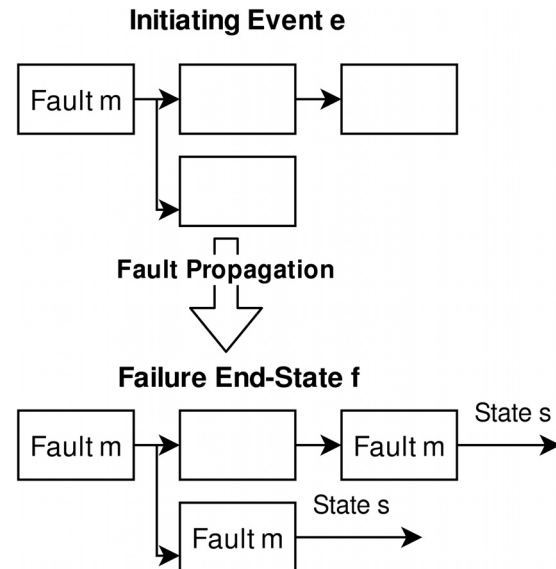 Initiating Event e
Fault m
Fault Propagation
Failure End-State f
State s
Fault m
Fault m
State s
Fault m